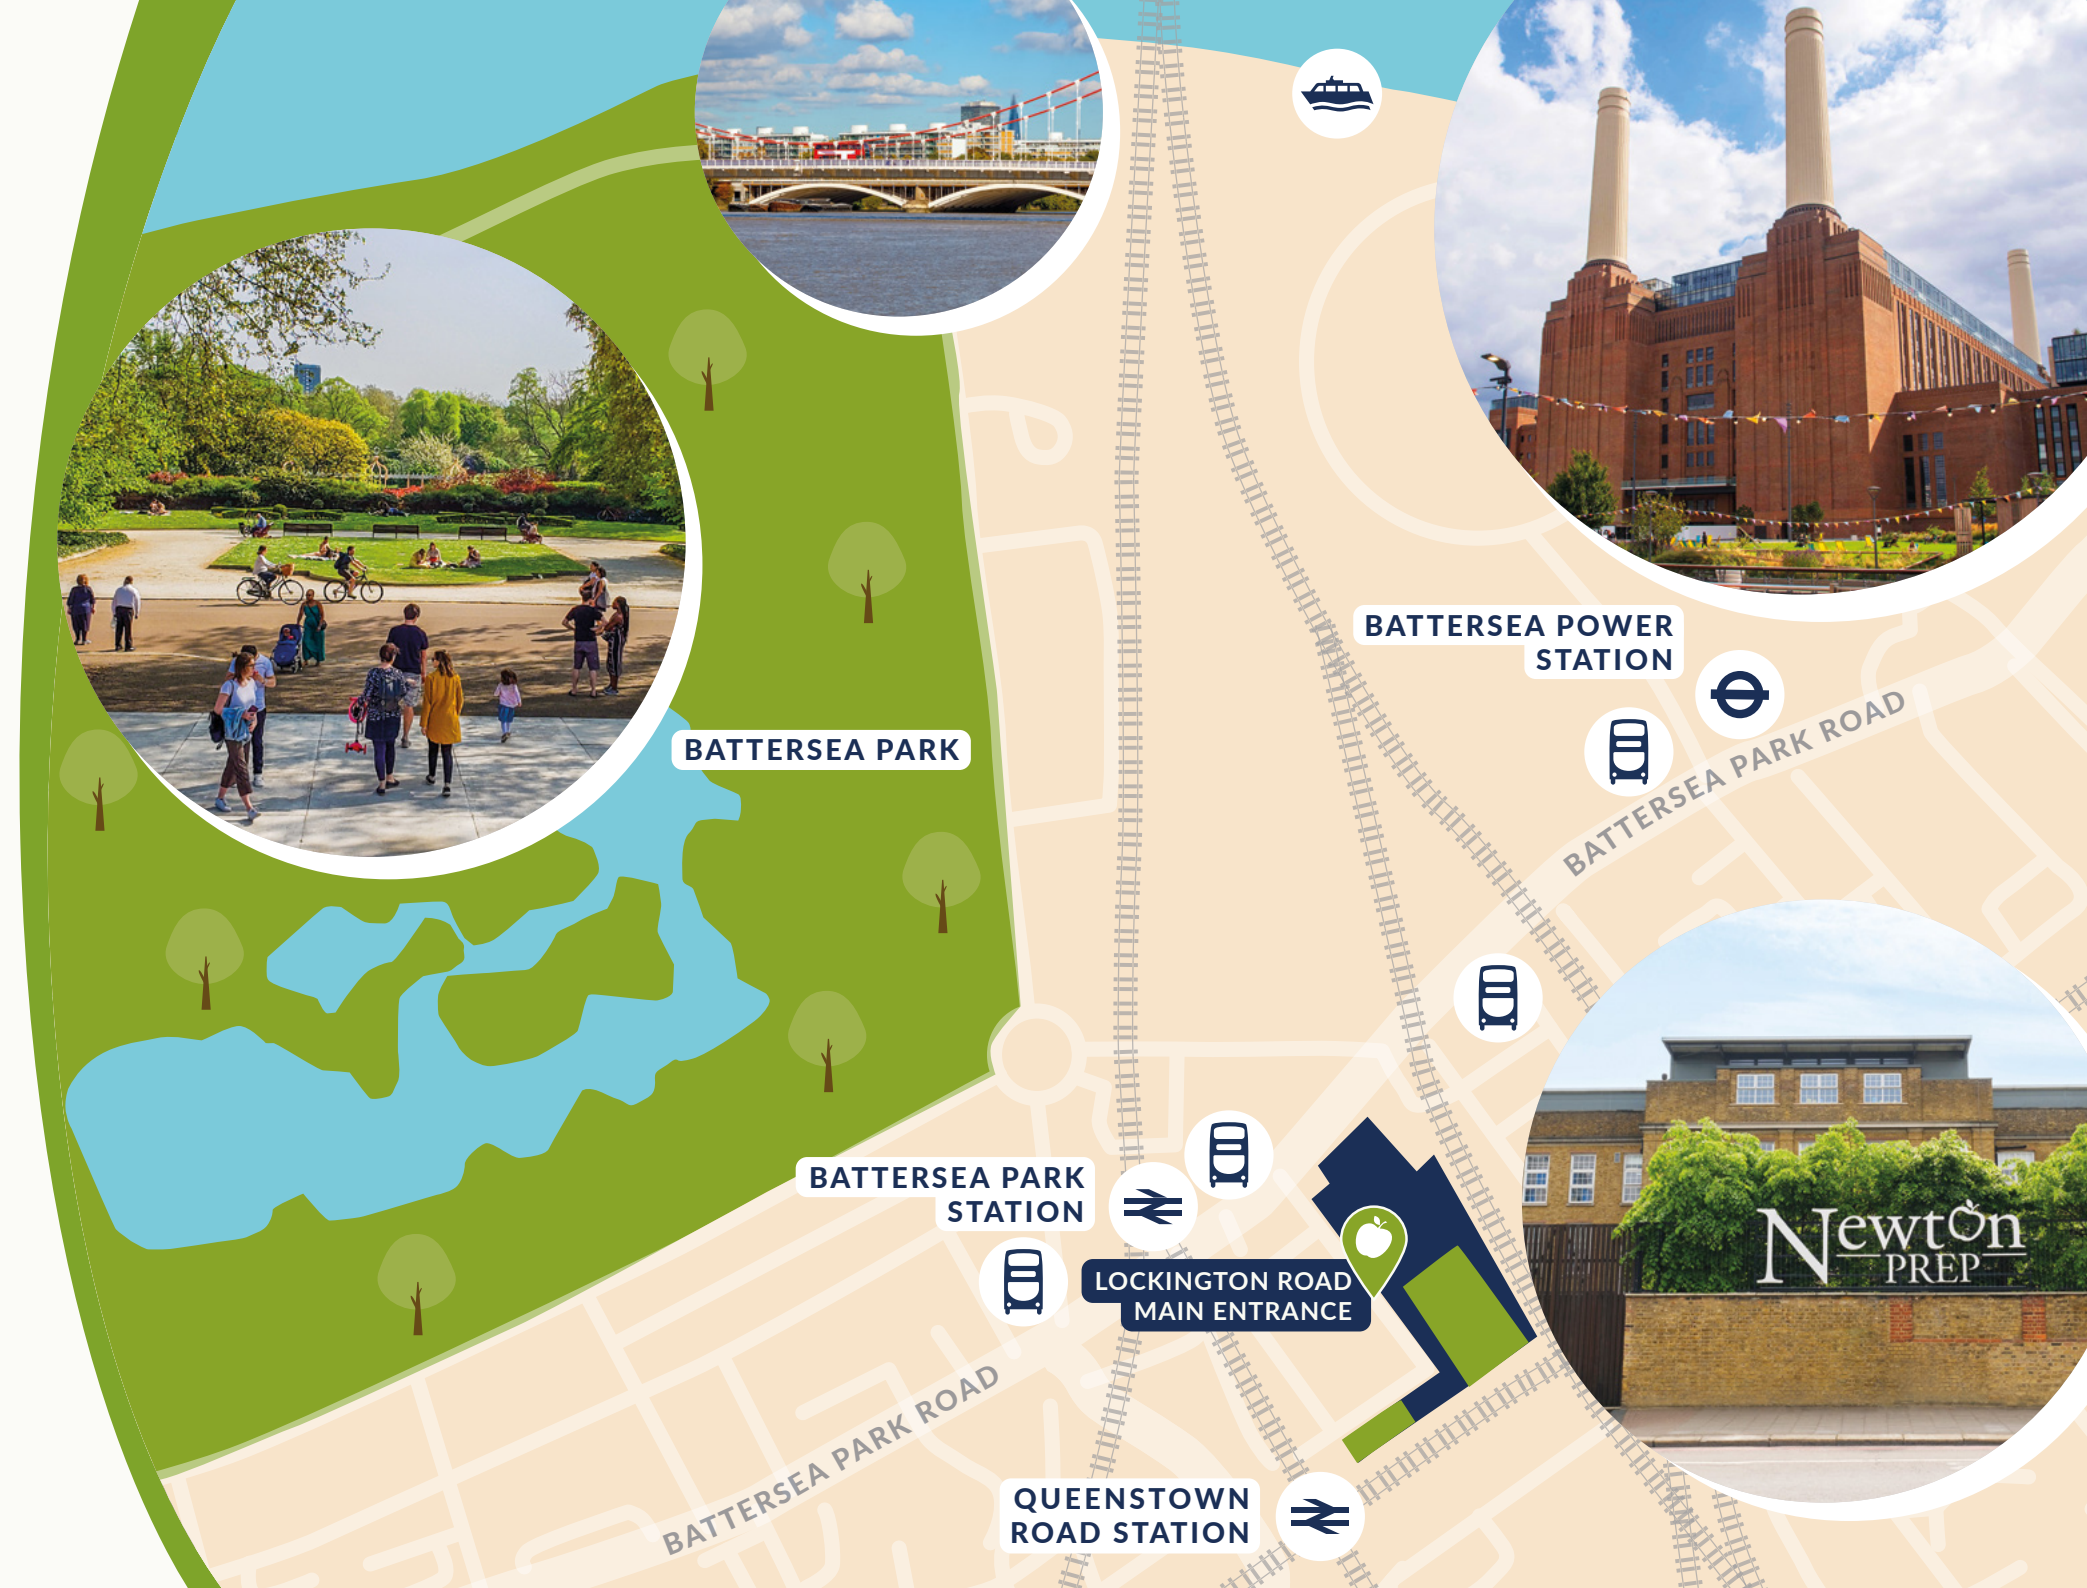 BATTERSEA POWER
STATION
BATTERSEA PARK ROAD
BATTERSEA PARK
BATTERSEA PARK
STATION
LOCKINGTON ROAD
MAIN ENTRANCE
Newton
PREP
BATTERSEA PARK ROAD
QUEENSTOWN
ROAD STATION